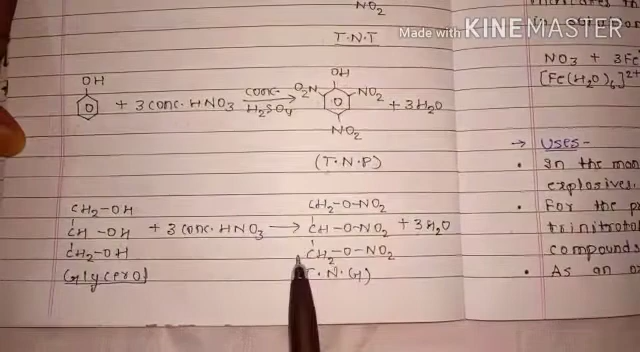 NO2
T.N.T
Made With KINEMASTER
OH
+ 3 conc. HNO3 conc. H2SO4 → O2N OH NO2 NO2 + 3H2O
(T.N.P)
CH2-OH
CH-OH + 3 conc. HNO3 → CH-O-NO2 + 3H2O
CH2-OH
(Glycerol)
CH2-O-NO2
CH2-O-NO2
T.N.G)
NO3 + 3Fe
[Fe(H2O)6]2+
→ Uses-
• In the man
explosives.
• For the p
trinitrotol
compounds
• As an